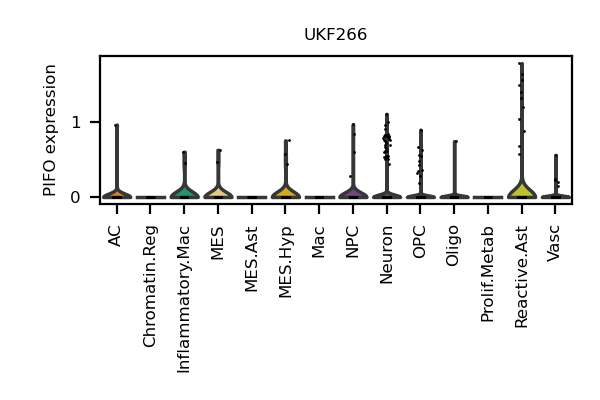 UKF266
PIFO expression
1
0
AC
Chromatin.Reg
Inflammatory.Mac
MES
MES.Ast
MES.Hyp
Mac
NPC
Neuron
OPC
Oligo
Prolif.Metab
Reactive.Ast
Vasc